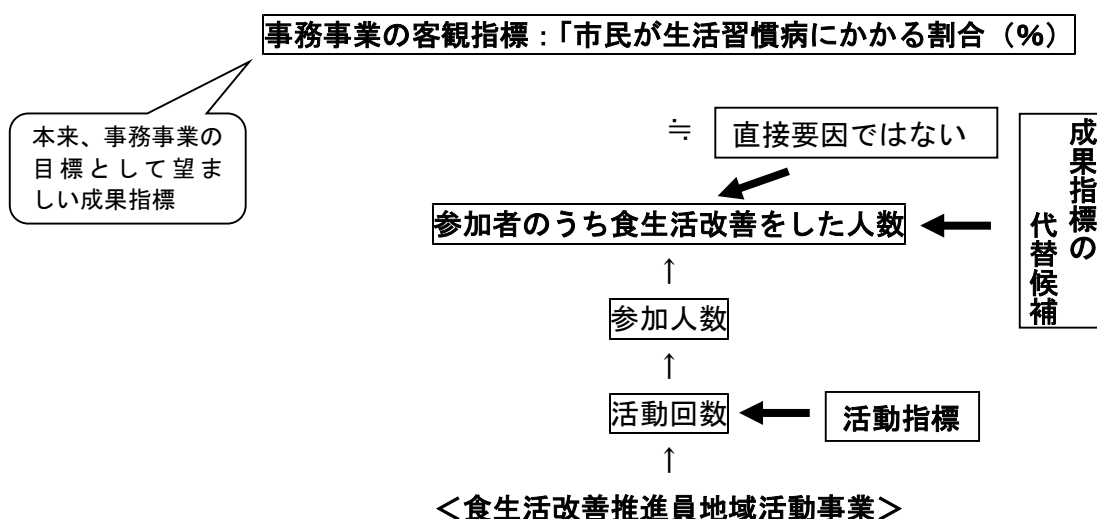 事務事業の客観指標：「市民が生活習慣病にかかる割合（%）
本来、事務事業の
目標として望ま
しい成果指標
≒
直接要因ではない
成果指標の
代替候補
参加者のうち食生活改善をした人数
↑
参加人数
↑
活動回数
活動指標
↑
＜食生活改善推進員地域活動事業＞